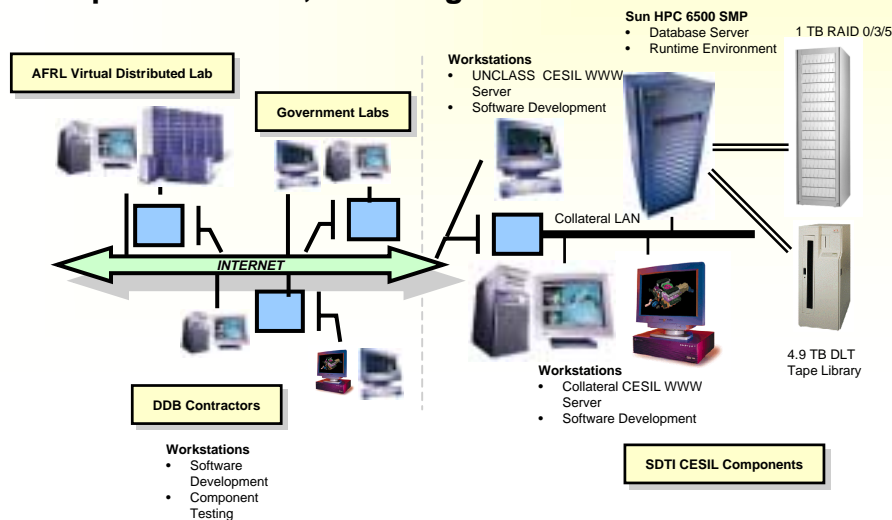 Sun HPC 6500 SMP
• Database Server
• Runtime Environment
1 TB RAID 0/3/5
Workstations
• UNCLASS CESIL WWW
Server
• Software Development
AFRL Virtual Distributed Lab
Government Labs
Collateral LAN
INTERNET
4.9 TB DLT
Tape Library
Workstations
• Collateral CESIL WWW
Server
• Software Development
DDB Contractors
Workstations
• Software
Development
• Component
Testing
SDTI CESIL Components